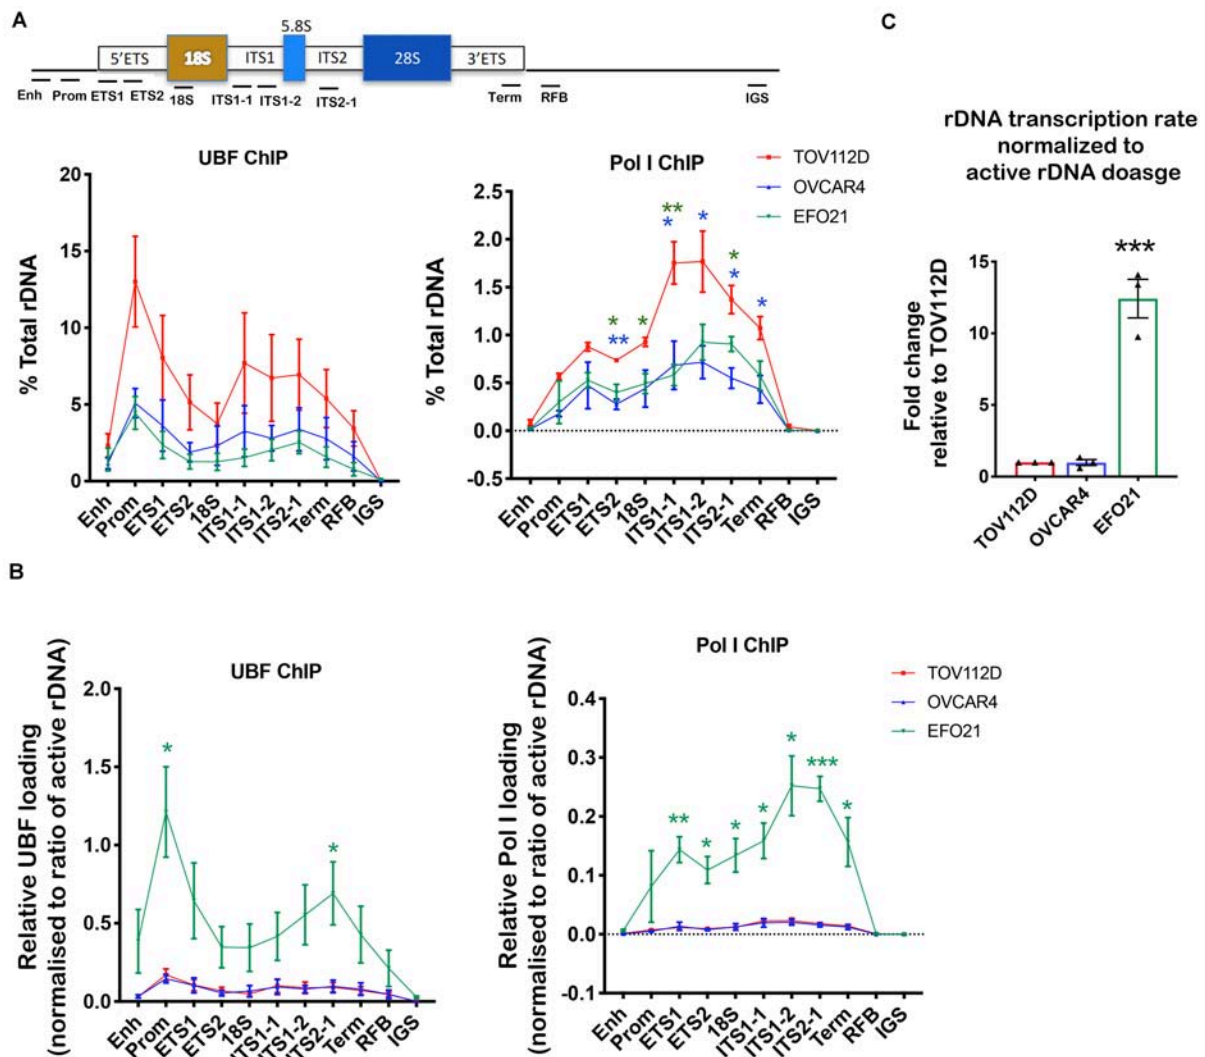 A
5'ETS 18S ITS1 5.8S ITS2 28S 3'ETS
Enh Prom ETS1 ETS2 18S ITS1-1 ITS1-2 ITS2-1 Term RFB IGS
UBF ChIP
% Total rDNA
20
15
10
5
0
Enh Prom ETS1 ETS2 18S ITS1-1 ITS1-2 ITS2-1 Term RFB IGS
Pol I ChIP
% Total rDNA
2.5
2.0
1.5
1.0
0.5
0.0
-0.5
** * * * * * * ** * *
Enh Prom ETS1 ETS2 18S ITS1-1 ITS1-2 ITS2-1 Term RFB IGS
TOV112D
OVCAR4
EFO21
C
rDNA transcription rate
normalized to
active rDNA doasge
Fold change
relative to TOV112D
15
10
5
0
***
TOV112D OVCAR4 EFO21
B
UBF ChIP
Relative UBF loading
(normalised to ratio of active rDNA)
2.0
1.5
1.0
0.5
0.0
* *
Enh Prom ETS1 ETS2 18S ITS1-1 ITS1-2 ITS2-1 Term RFB IGS
Pol I ChIP
Relative Pol I loading
(normalised to ratio of active rDNA)
0.4
0.3
0.2
0.1
0.0
-0.1
** * * * * *** *
Enh Prom ETS1 ETS2 18S ITS1-1 ITS1-2 ITS2-1 Term RFB IGS
TOV112D
OVCAR4
EFO21